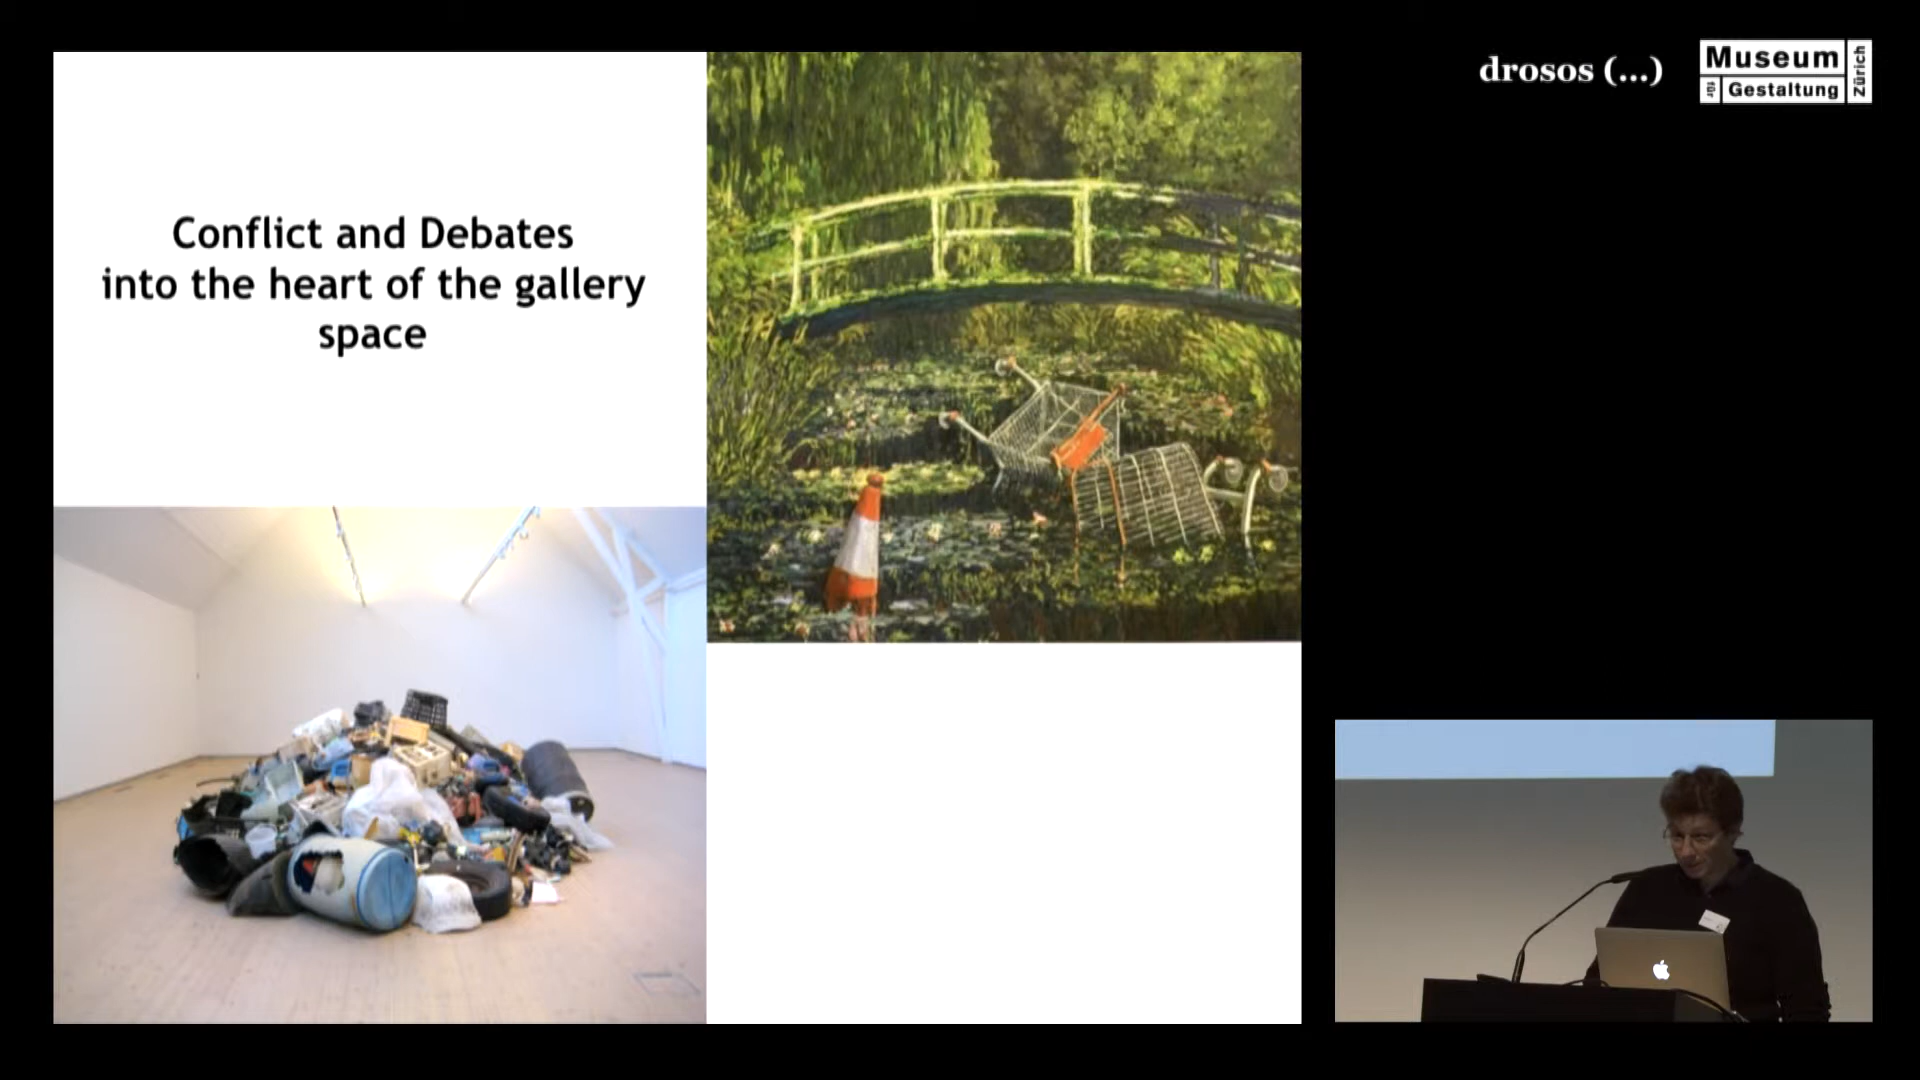 Conflict and Debates
into the heart of the gallery
space
drosos (...)
Museum
für Gestaltung
Zürich